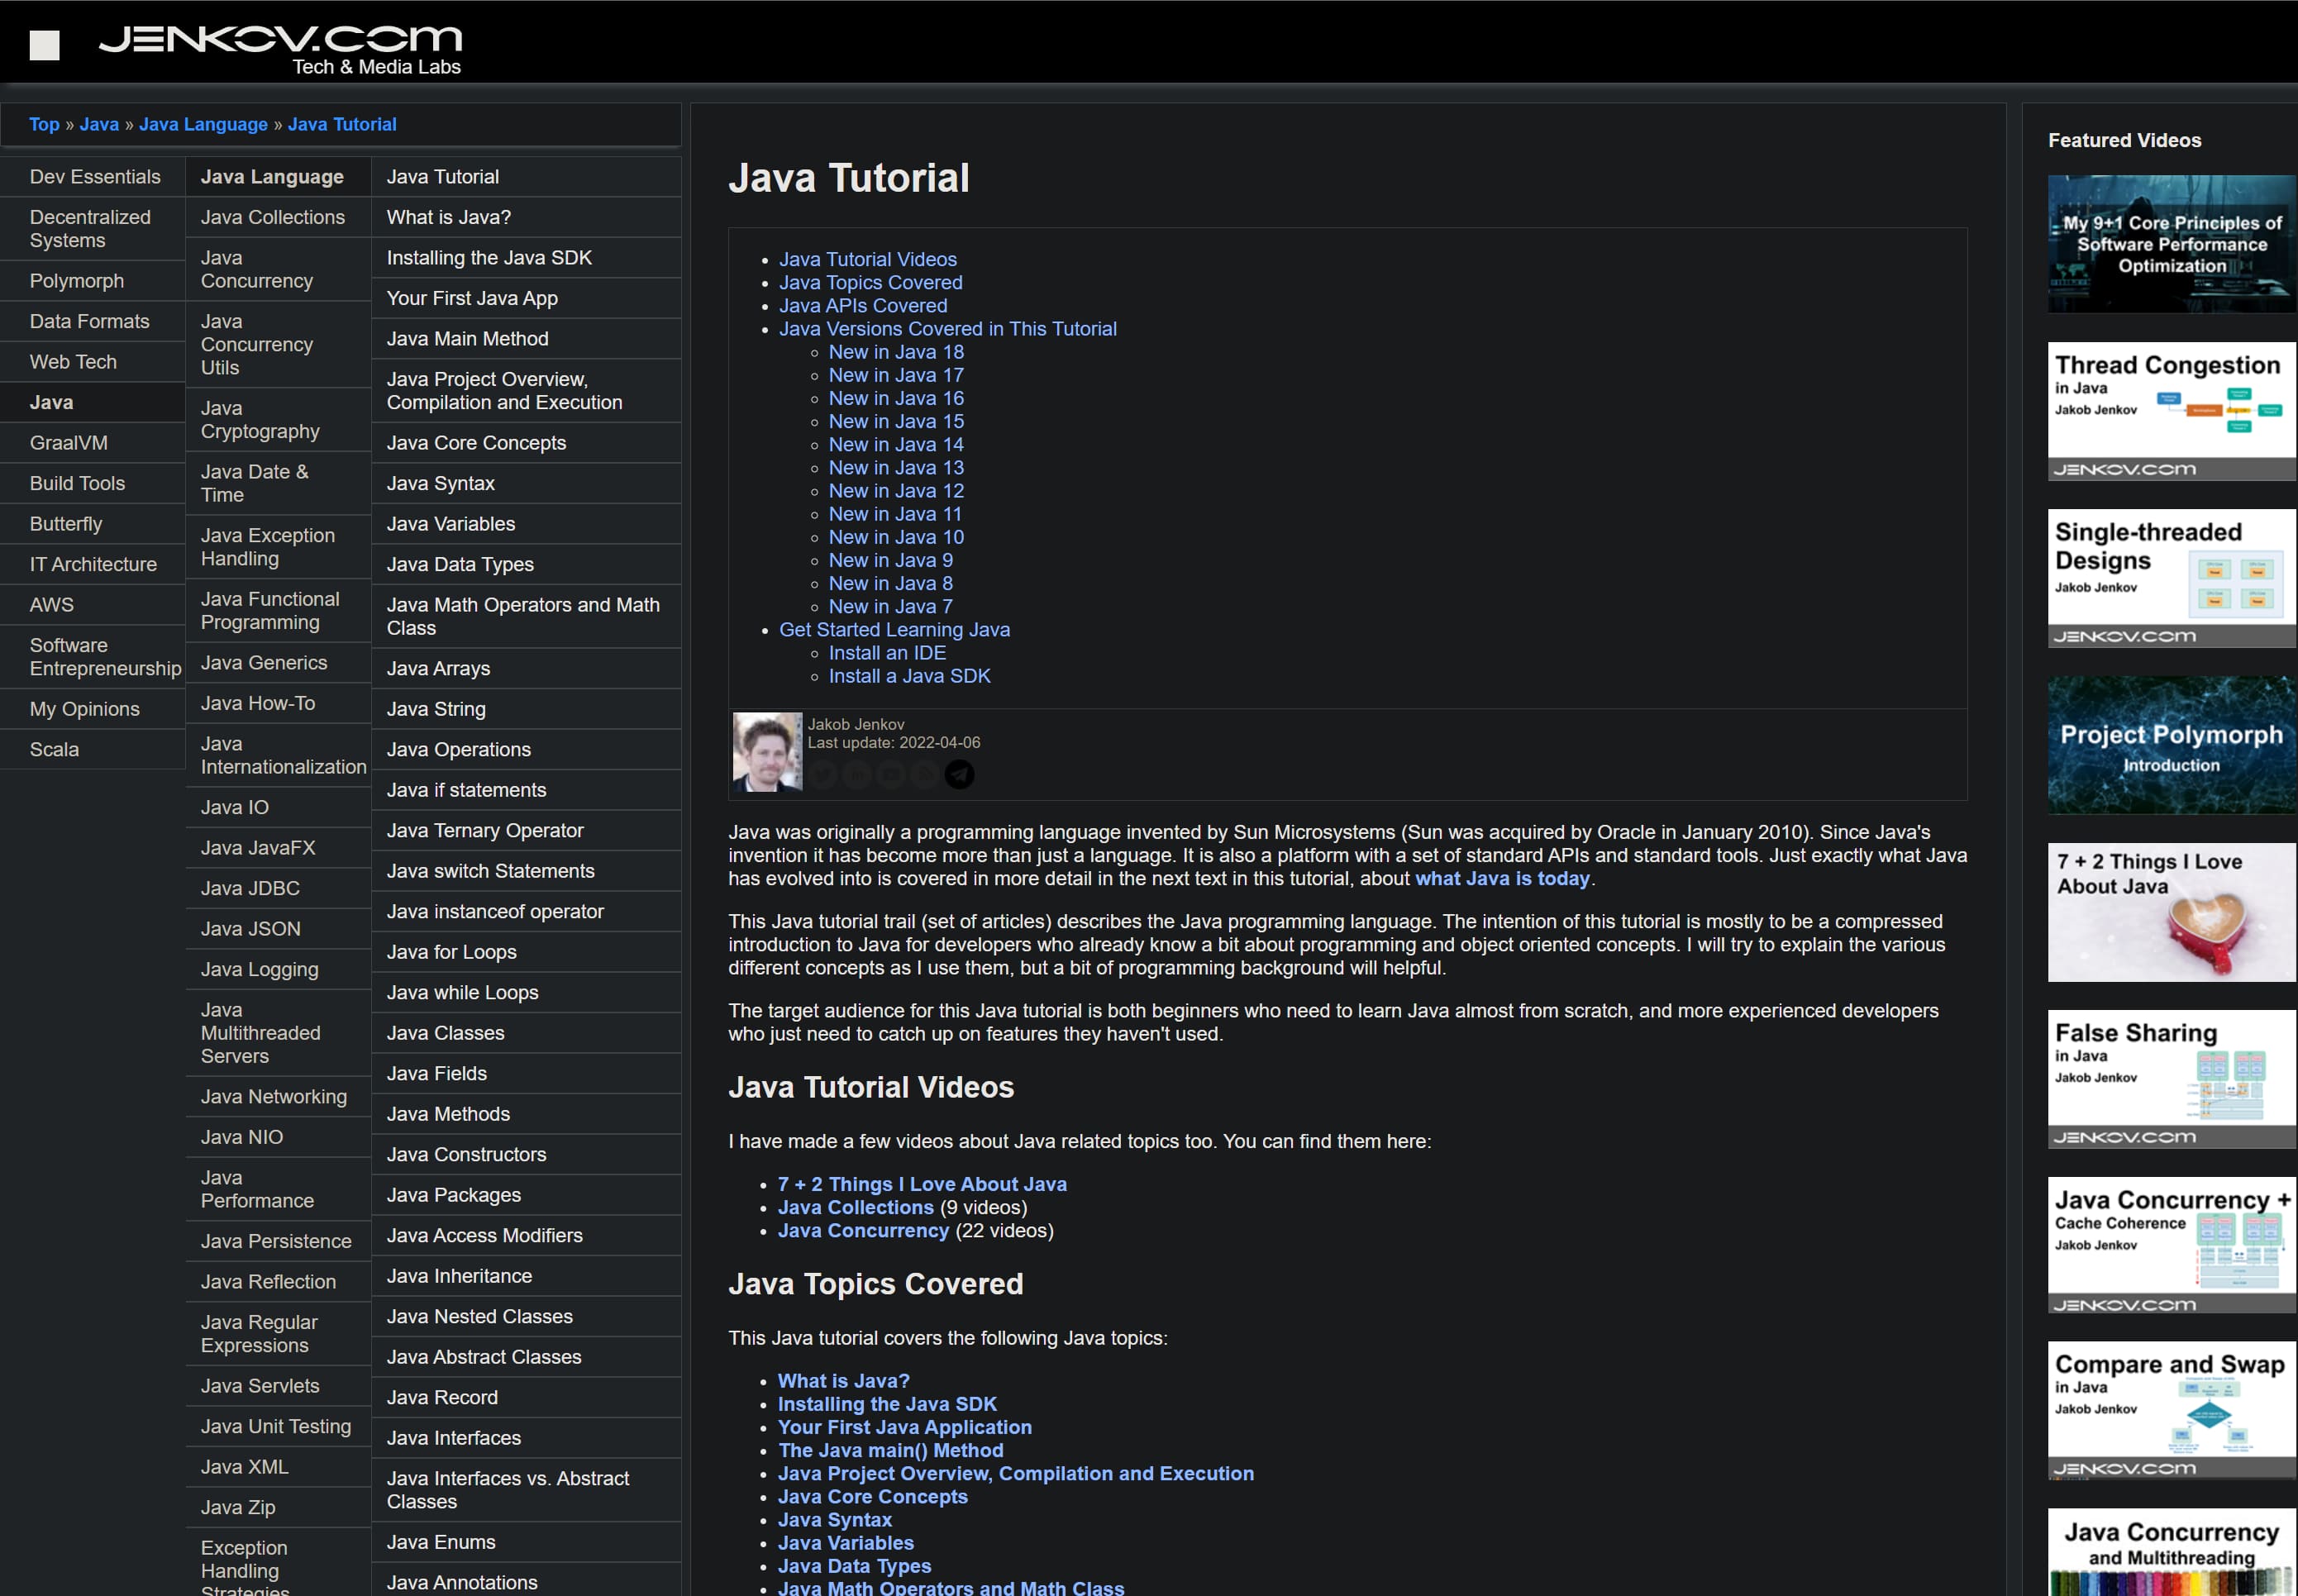 JENKOV.COM
Tech & Media Labs
Top » Java » Java Language » Java Tutorial
Dev Essentials
Decentralized
Systems
Polymorph
Data Formats
Web Tech
Java
GraalVM
Build Tools
Butterfly
IT Architecture
AWS
Software
Entrepreneurship
My Opinions
Scala
Java Language
Java Collections
Java
Concurrency
Java
Concurrency
Utils
Java
Cryptography
Java Date &
Time
Java Exception
Handling
Java Functional
Programming
Java Generics
Java How-To
Java
Internationalization
Java IO
Java JavaFX
Java JDBC
Java JSON
Java Logging
Java
Multithreaded
Servers
Java Networking
Java NIO
Java
Performance
Java Persistence
Java Reflection
Java Regular
Expressions
Java Servlets
Java Unit Testing
Java XML
Java Zip
Exception
Handling
Strategies
Java Tutorial
What is Java?
Installing the Java SDK
Your First Java App
Java Main Method
Java Project Overview,
Compilation and Execution
Java Core Concepts
Java Syntax
Java Variables
Java Data Types
Java Math Operators and Math
Class
Java Arrays
Java String
Java Operations
Java if statements
Java Ternary Operator
Java switch Statements
Java instanceof operator
Java for Loops
Java while Loops
Java Classes
Java Fields
Java Methods
Java Constructors
Java Packages
Java Access Modifiers
Java Inheritance
Java Nested Classes
Java Abstract Classes
Java Record
Java Interfaces
Java Interfaces vs. Abstract
Classes
Java Enums
Java Annotations
Java Tutorial
Java Tutorial Videos
Java Topics Covered
Java APIs Covered
Java Versions Covered in This Tutorial
New in Java 18
New in Java 17
New in Java 16
New in Java 15
New in Java 14
New in Java 13
New in Java 12
New in Java 11
New in Java 10
New in Java 9
New in Java 8
New in Java 7
Get Started Learning Java
Install an IDE
Install a Java SDK
Jakob Jenkov
Last update: 2022-04-06
Java was originally a programming language invented by Sun Microsystems (Sun was acquired by Oracle in January 2010). Since Java's
invention it has become more than just a language. It is also a platform with a set of standard APIs and standard tools. Just exactly what Java
has evolved into is covered in more detail in the next text in this tutorial, about what Java is today.
This Java tutorial trail (set of articles) describes the Java programming language. The intention of this tutorial is mostly to be a compressed
introduction to Java for developers who already know a bit about programming and object oriented concepts. I will try to explain the various
different concepts as I use them, but a bit of programming background will helpful.
The target audience for this Java tutorial is both beginners who need to learn Java almost from scratch, and more experienced developers
who just need to catch up on features they haven't used.
Java Tutorial Videos
I have made a few videos about Java related topics too. You can find them here:
7 + 2 Things I Love About Java
Java Collections (9 videos)
Java Concurrency (22 videos)
Java Topics Covered
This Java tutorial covers the following Java topics:
What is Java?
Installing the Java SDK
Your First Java Application
The Java main() Method
Java Project Overview, Compilation and Execution
Java Core Concepts
Java Syntax
Java Variables
Java Data Types
Java Math Operators and Math Class
Featured Videos
My 9+1 Core Principles of
Software Performance
Optimization
Thread Congestion
in Java
Jakob Jenkov
JENKOV.COM
Single-threaded
Designs
Jakob Jenkov
JENKOV.COM
Project Polymorph
Introduction
7 + 2 Things I Love
About Java
False Sharing
in Java
Jakob Jenkov
JENKOV.COM
Java Concurrency +
Cache Coherence
Jakob Jenkov
JENKOV.COM
Compare and Swap
in Java
Jakob Jenkov
JENKOV.COM
Java Concurrency
and Multithreading